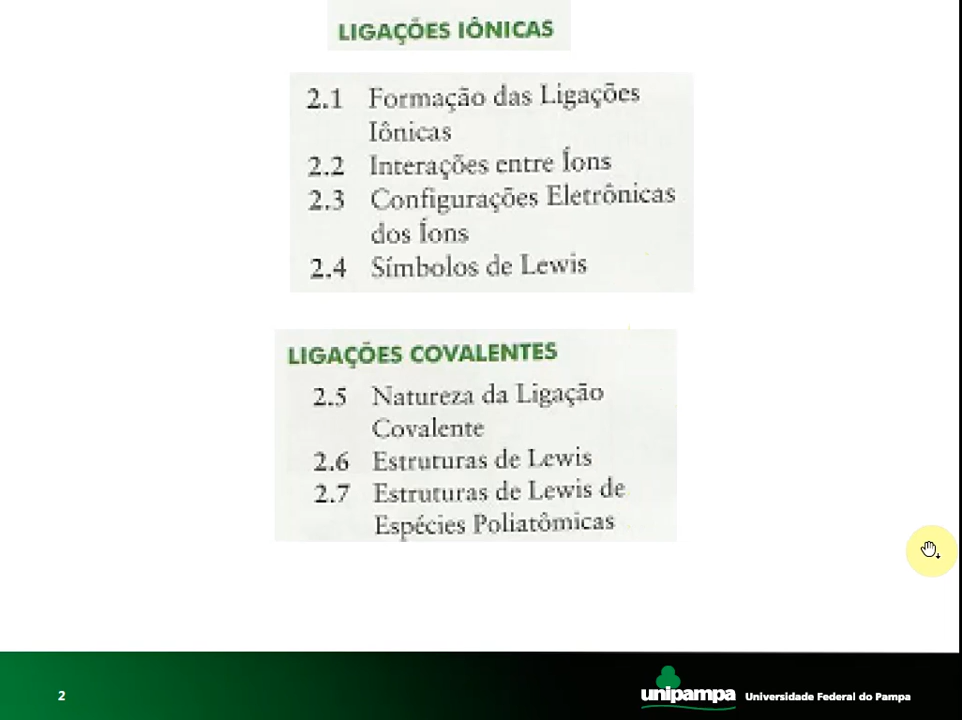 LIGAÇÕES IÔNICAS
2.1 Formação das Ligações
Iônicas
2.2 Interações entre Íons
2.3 Configurações Eletrônicas
dos Íons
2.4 Símbolos de Lewis
LIGAÇÕES COVALENTES
2.5 Natureza da Ligação
Covalente
2.6 Estruturas de Lewis
2.7 Estruturas de Lewis de
Espécies Poliatômicas
2
unipampa Universidade Federal do Pampa